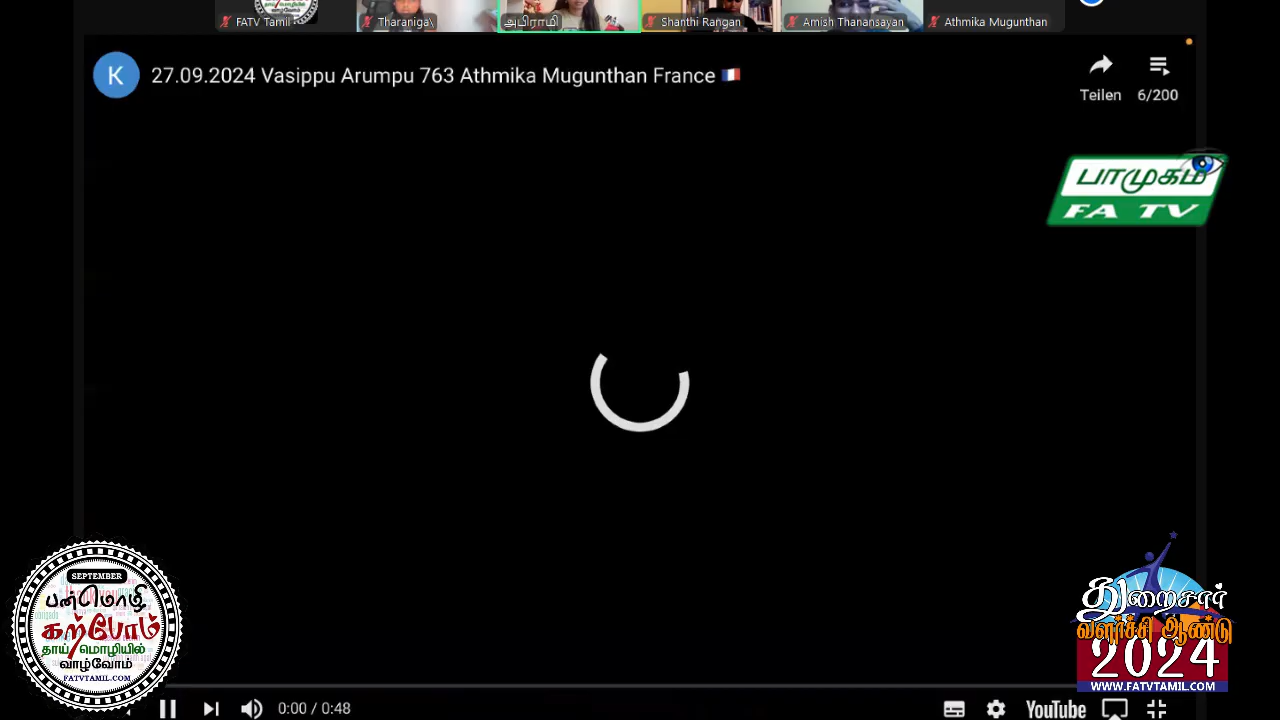 FATV Tamil
Tharaniga\
அபிராமி
Shanthi Rangan
Amish Thanansayan
Athmika Mugunthan
K
27.09.2024 Vasippu Arumpu 763 Athmika Mugunthan France
Teilen
6/200
பாமுகம்
FA TV
SEPTEMBER
பன்மொழி
கற்போம்
தாய் மொழியில்
வாழ்வோம்
FATVTAMIL.COM
துறைசார்
வளர்ச்சி ஆண்டு
2024
WWW.FATVTAMIL.COM
0:00 / 0:48
YouTube